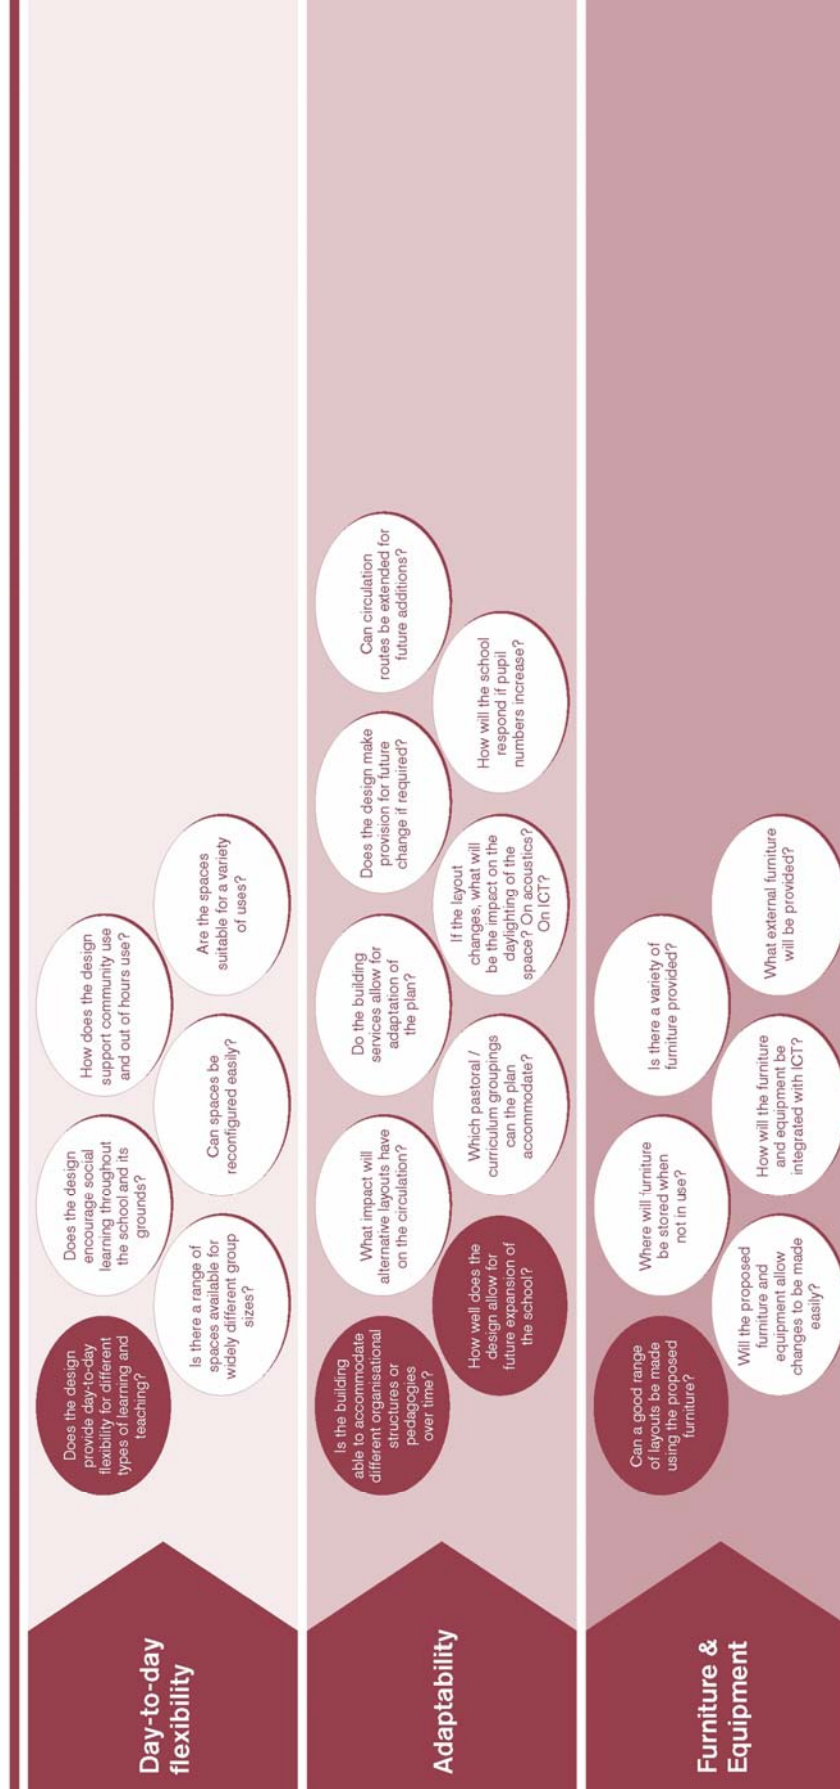 Day-to-day
flexibility
Does the design
provide day-to-day
flexibility for different
types of learning and
teaching?
Is there a range of
spaces available for
widely different group
sizes?
Does the design
encourage social
learning throughout
the school and its
grounds?
Can spaces be
reconfigured easily?
How does the design
support community use
and out of hours use?
Are the spaces
suitable for a variety
of uses?
Adaptability
Is the building
able to accommodate
different organisational
structures or
pedagogies
over time?
How well does the
design allow for
future expansion of
the school?
What impact will
alternative layouts have
on the circulation?
Which pastoral /
curriculum groupings
can the plan
accommodate?
Do the building
services allow for
adaptation of
the plan?
If the layout
changes, what will
be the impact on the
daylighting of the
space? On acoustics?
On ICT?
Does the design make
provision for future
change if required?
How will the school
respond if pupil
numbers increase?
Can circulation
routes be extended for
future additions?
Furniture &
Equipment
Can a good range
of layouts be made
using the proposed
furniture?
Will the proposed
furniture and
equipment allow
changes to be made
easily?
Where will furniture
be stored when
not in use?
How will the furniture
and equipment be
integrated with ICT?
Is there a variety of
furniture provided?
What external furniture
will be provided?